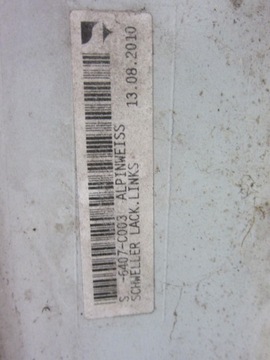 S -6407-C003 ALPINWEISS
SCHWELLER LACK.LINKS
13.08.2010